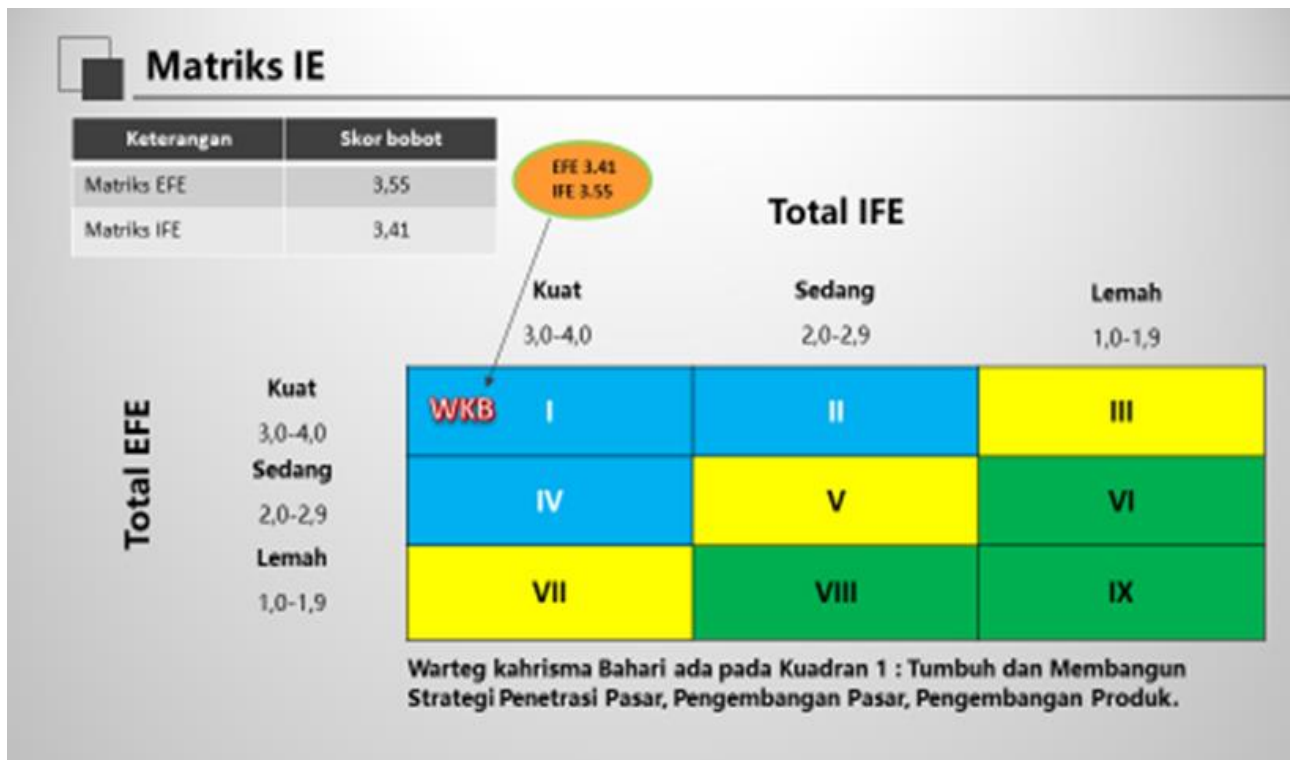 Matriks IE
Keterangan Skor bobot
Matriks EFE 3,55
Matriks IFE 3,41
EFE 3.41
IFE 3.55
Total IFE
Kuat Sedang Lemah
3,0-4,0 2,0-2,9 1,0-1,9
Total EFE
Kuat
3,0-4,0
Sedang
2,0-2,9
Lemah
1,0-1,9
WKB I II III
IV V VI
VII VIII IX
Warteg kahrisma Bahari ada pada Kuadran 1 : Tumbuh dan Membangun
Strategi Penetrasi Pasar, Pengembangan Pasar, Pengembangan Produk.